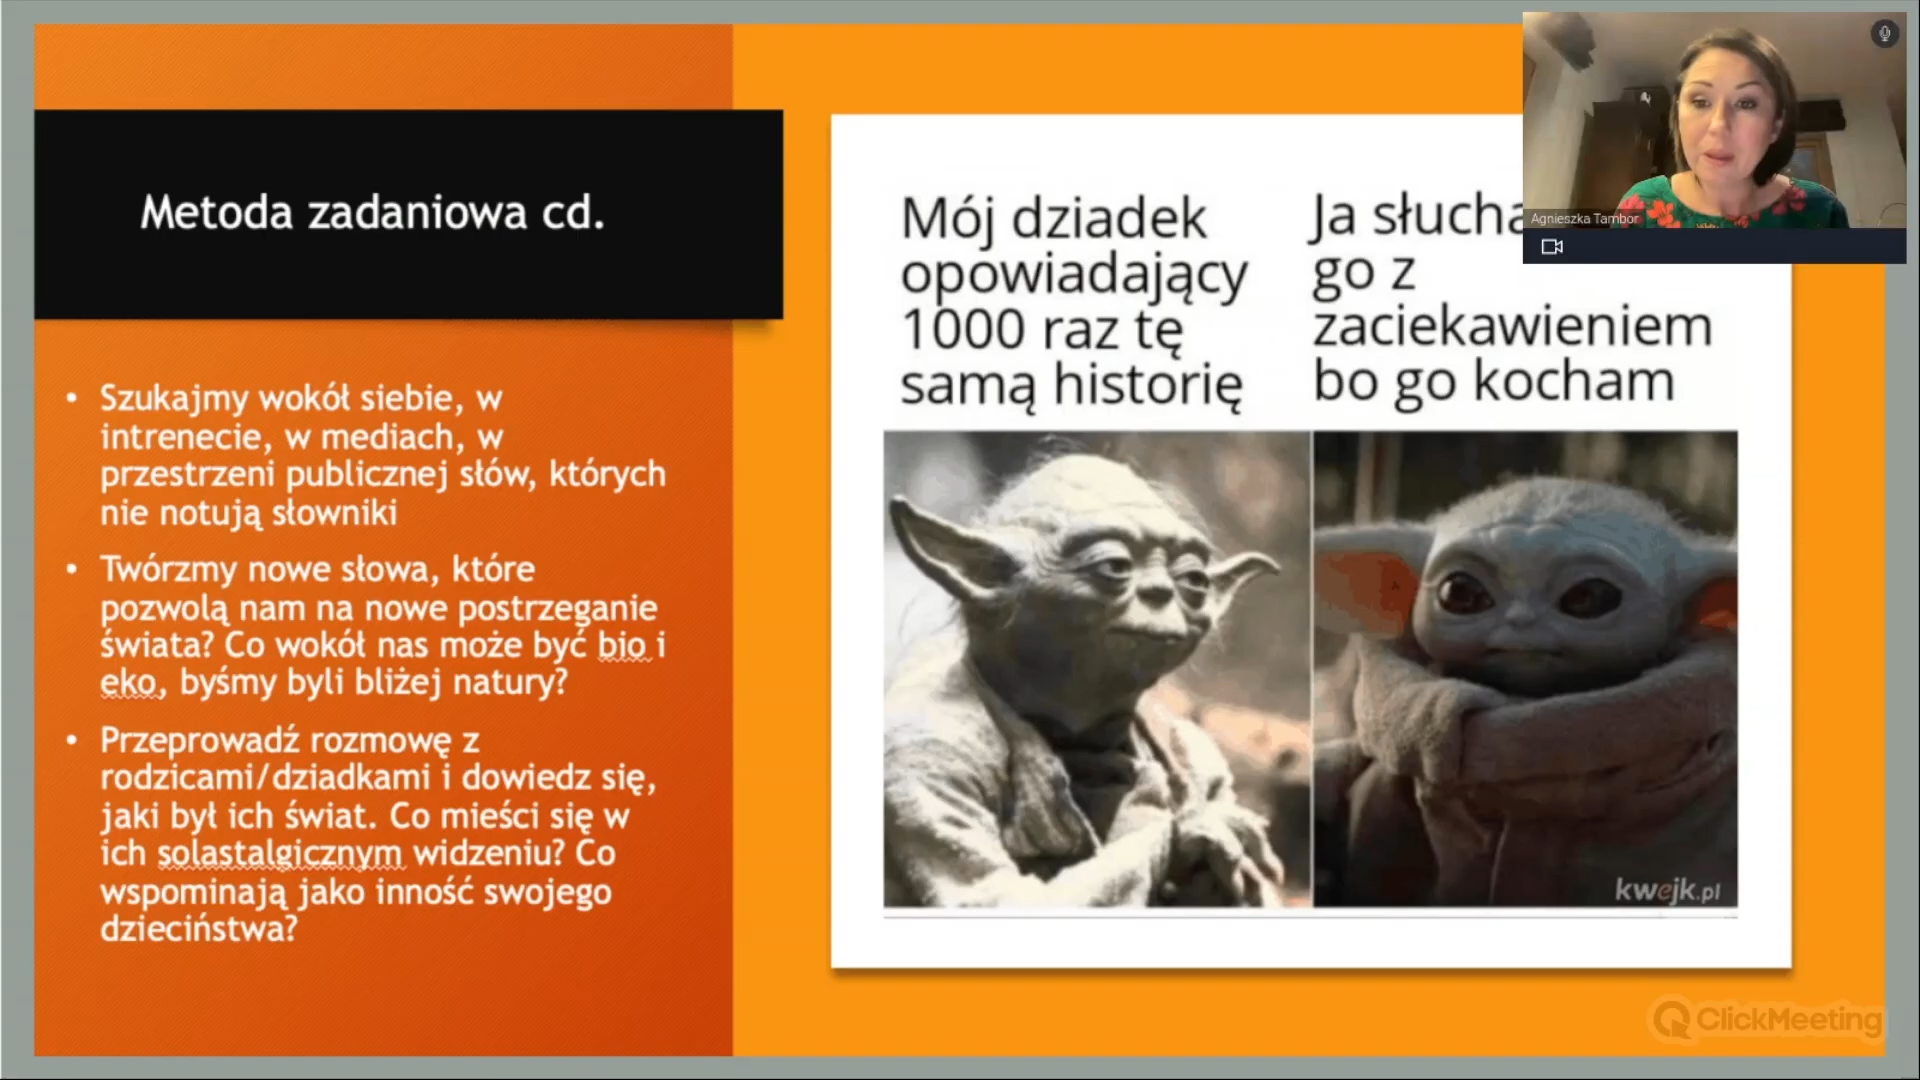 Metoda zadaniowa cd.
• Szukajmy wokół siebie, w
intrenecie, w mediach, w
przestrzeni publicznej słów, których
nie notują słowniki
• Twórzmy nowe słowa, które
pozwolą nam na nowe postrzeganie
świata? Co wokół nas może być bio i
eko, byśmy byli bliżej natury?
• Przeprowadź rozmowę z
rodzicami/dziadkami i dowiedz się,
jaki był ich świat. Co mieści się w
ich solastalgicznym widzeniu? Co
wspominają jako inność swojego
dzieciństwa?
Mój dziadek
opowiadający
1000 raz tę
samą historię
Ja
go z
zaciekawieniem
bo go kocham
kwejk.pl
Agnieszka Tambor
ClickMeeting